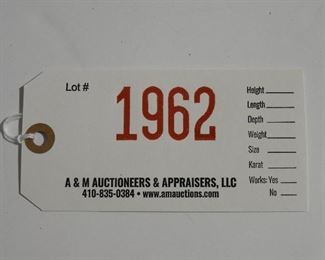 Lot #
1962
Height
Length
Depth
Weight
Size
Karat
Works: Yes
No
A & M AUCTIONEERS & APPRAISERS, LLC
410-835-0384 • www.amauctions.com